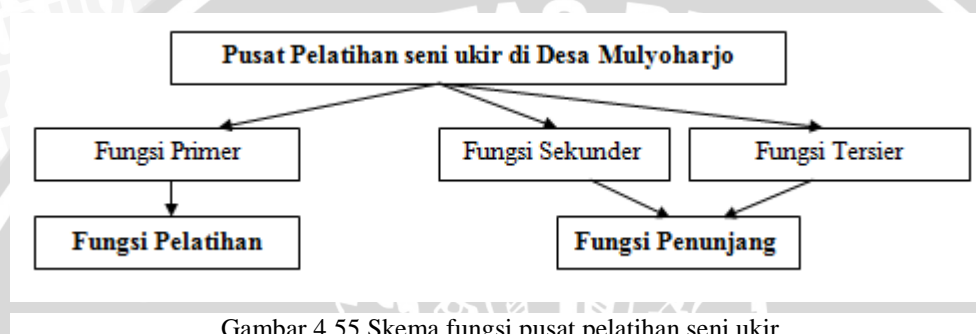 Pusat Pelatihan seni ukir di Desa Mulyoharjo
Fungsi Primer
Fungsi Sekunder
Fungsi Tersier
Fungsi Pelatihan
Fungsi Penunjang
Gambar 4.55 Skema fungsi pusat pelatihan seni ukir